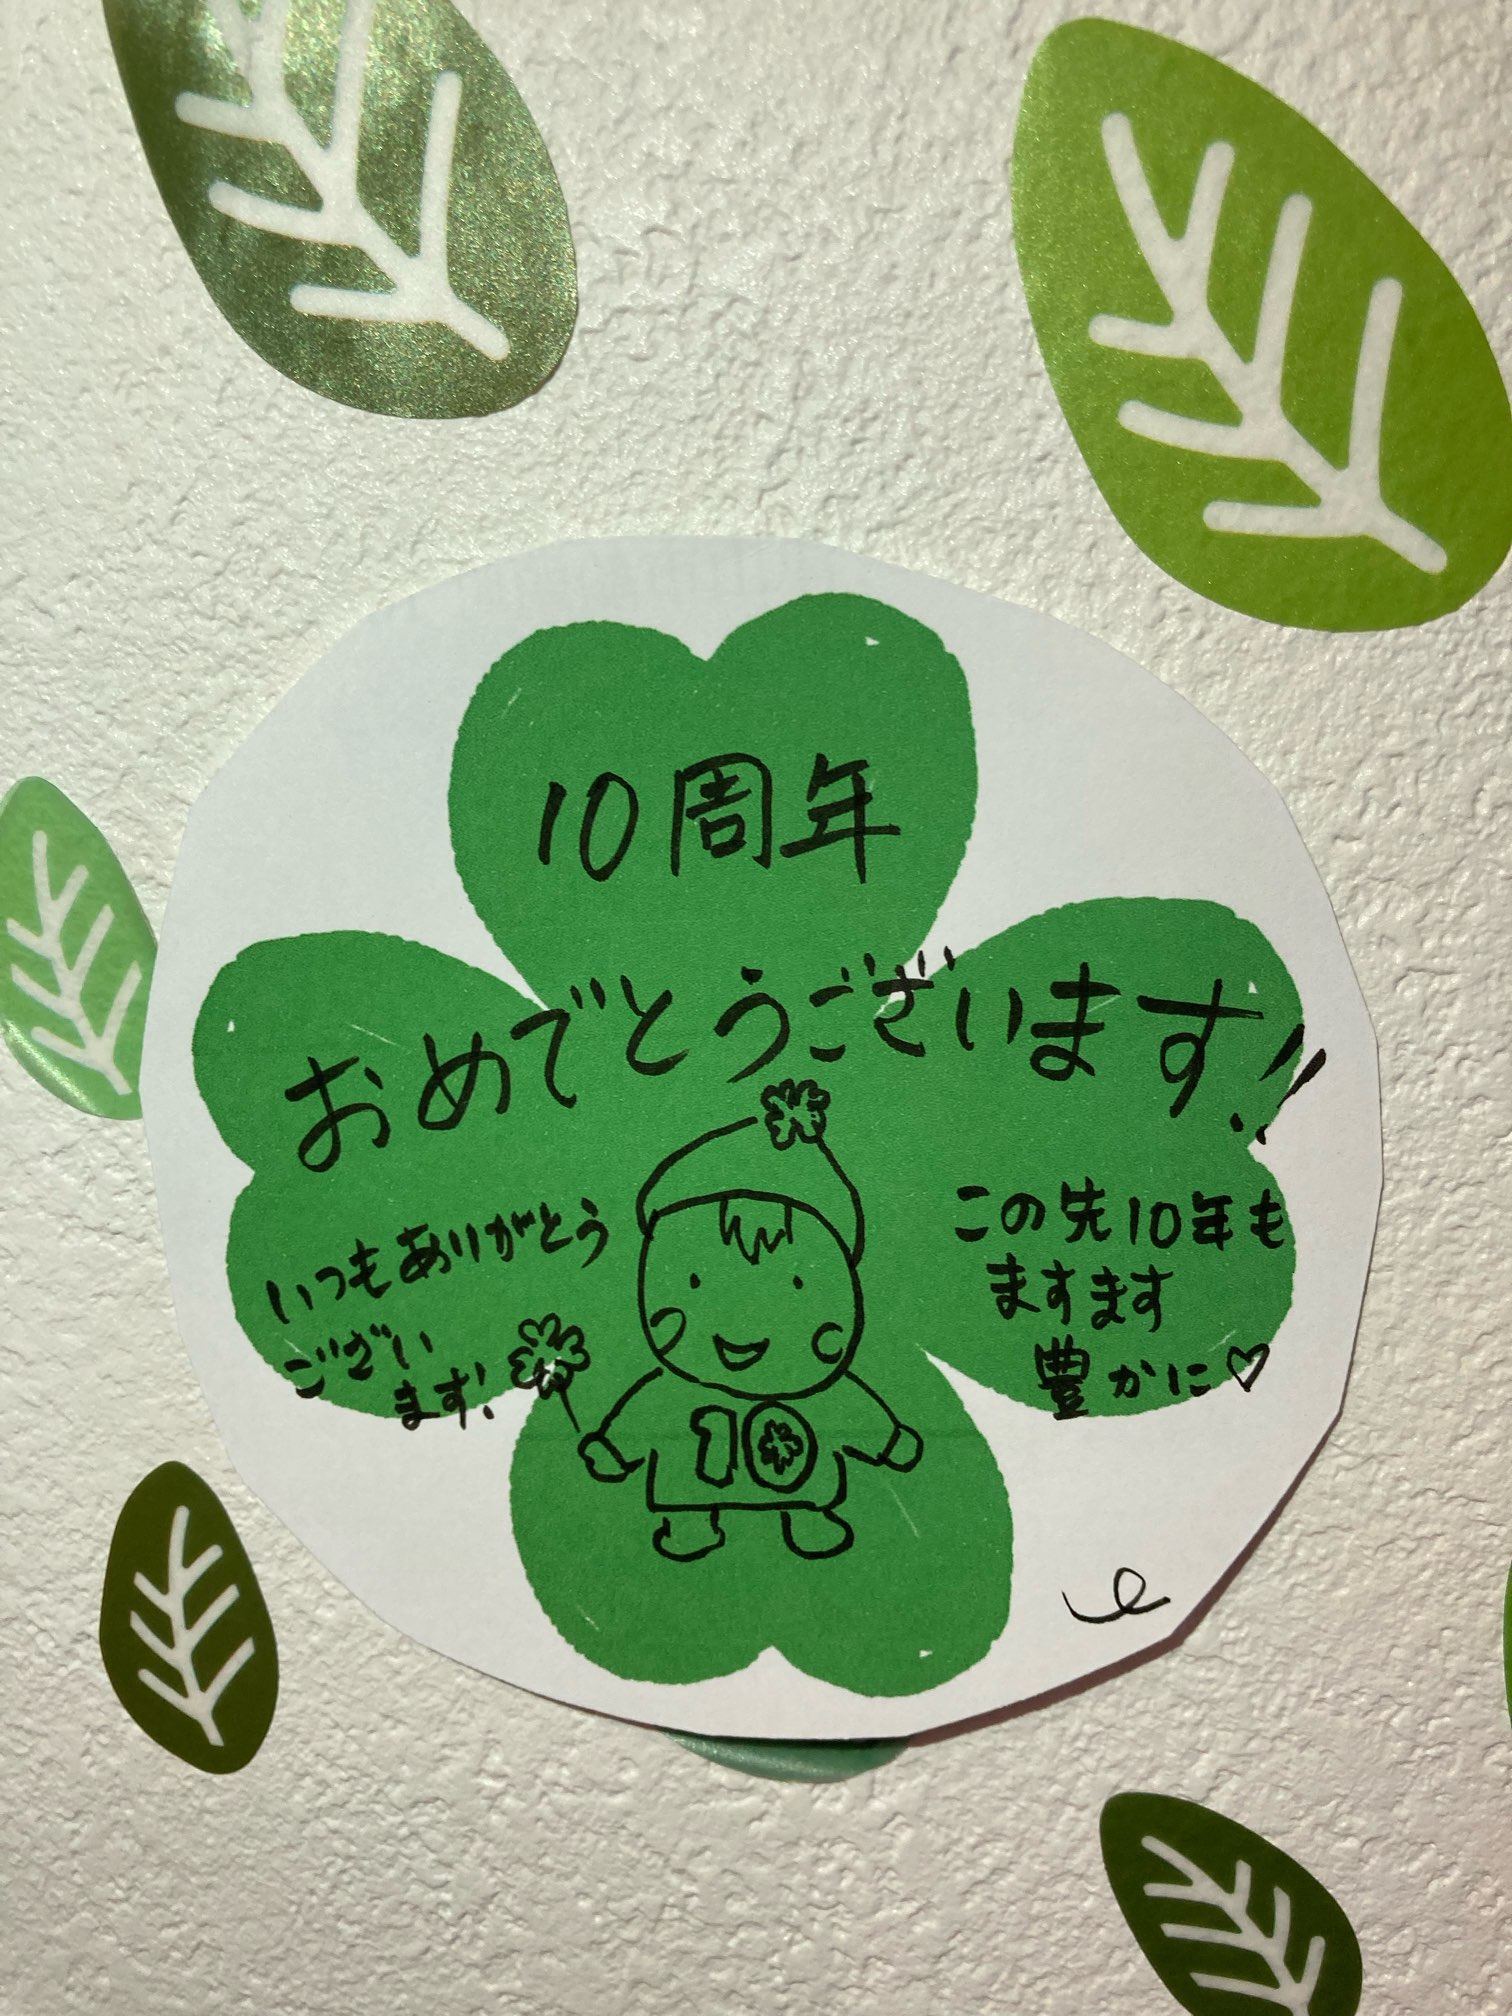 10周年
おめでとうございます!!
いつもありがとう
ござい
ます!
この先10年も
ますます
豊かに♡
10